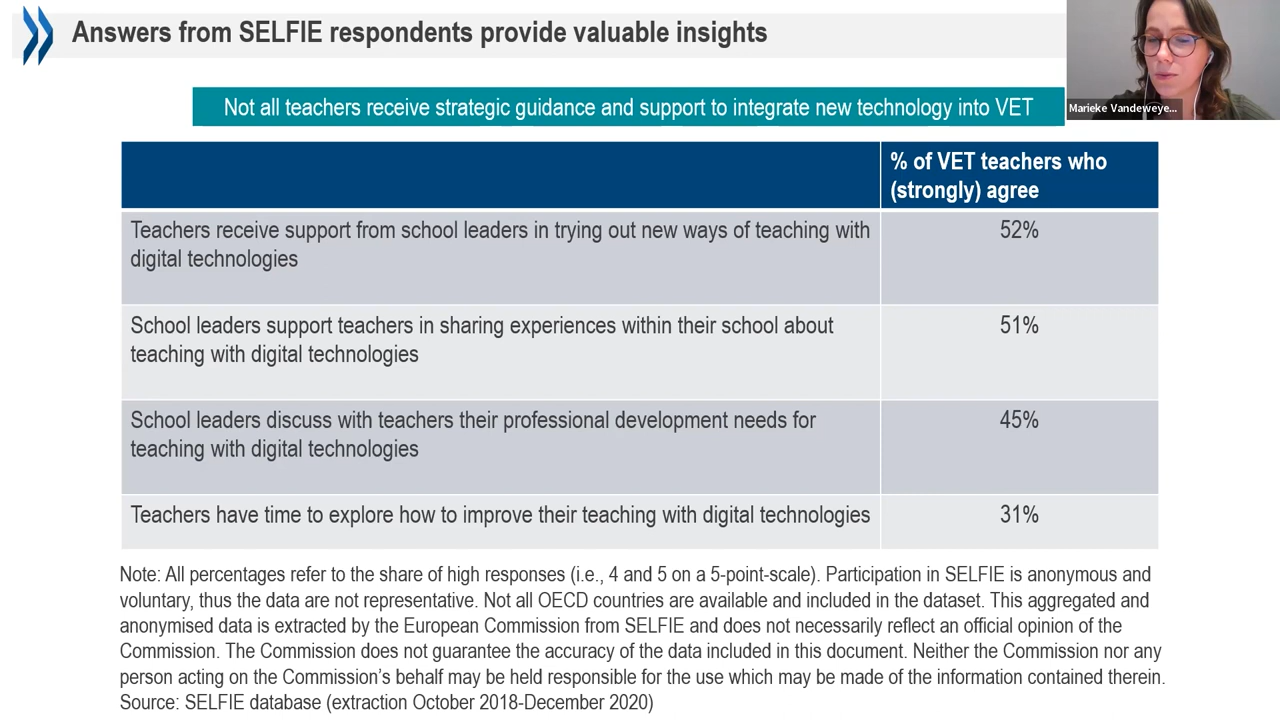 Answers from SELFIE respondents provide valuable insights
Marieke Vandeweye...
Not all teachers receive strategic guidance and support to integrate new technology into VET
% of VET teachers who
(strongly) agree
Teachers receive support from school leaders in trying out new ways of teaching with
digital technologies
52%
School leaders support teachers in sharing experiences within their school about
teaching with digital technologies
51%
School leaders discuss with teachers their professional development needs for
teaching with digital technologies
45%
Teachers have time to explore how to improve their teaching with digital technologies
31%
Note: All percentages refer to the share of high responses (i.e., 4 and 5 on a 5-point-scale). Participation in SELFIE is anonymous and
voluntary, thus the data are not representative. Not all OECD countries are available and included in the dataset. This aggregated and
anonymised data is extracted by the European Commission from SELFIE and does not necessarily reflect an official opinion of the
Commission. The Commission does not guarantee the accuracy of the data included in this document. Neither the Commission nor any
person acting on the Commission’s behalf may be held responsible for the use which may be made of the information contained therein.
Source: SELFIE database (extraction October 2018-December 2020)